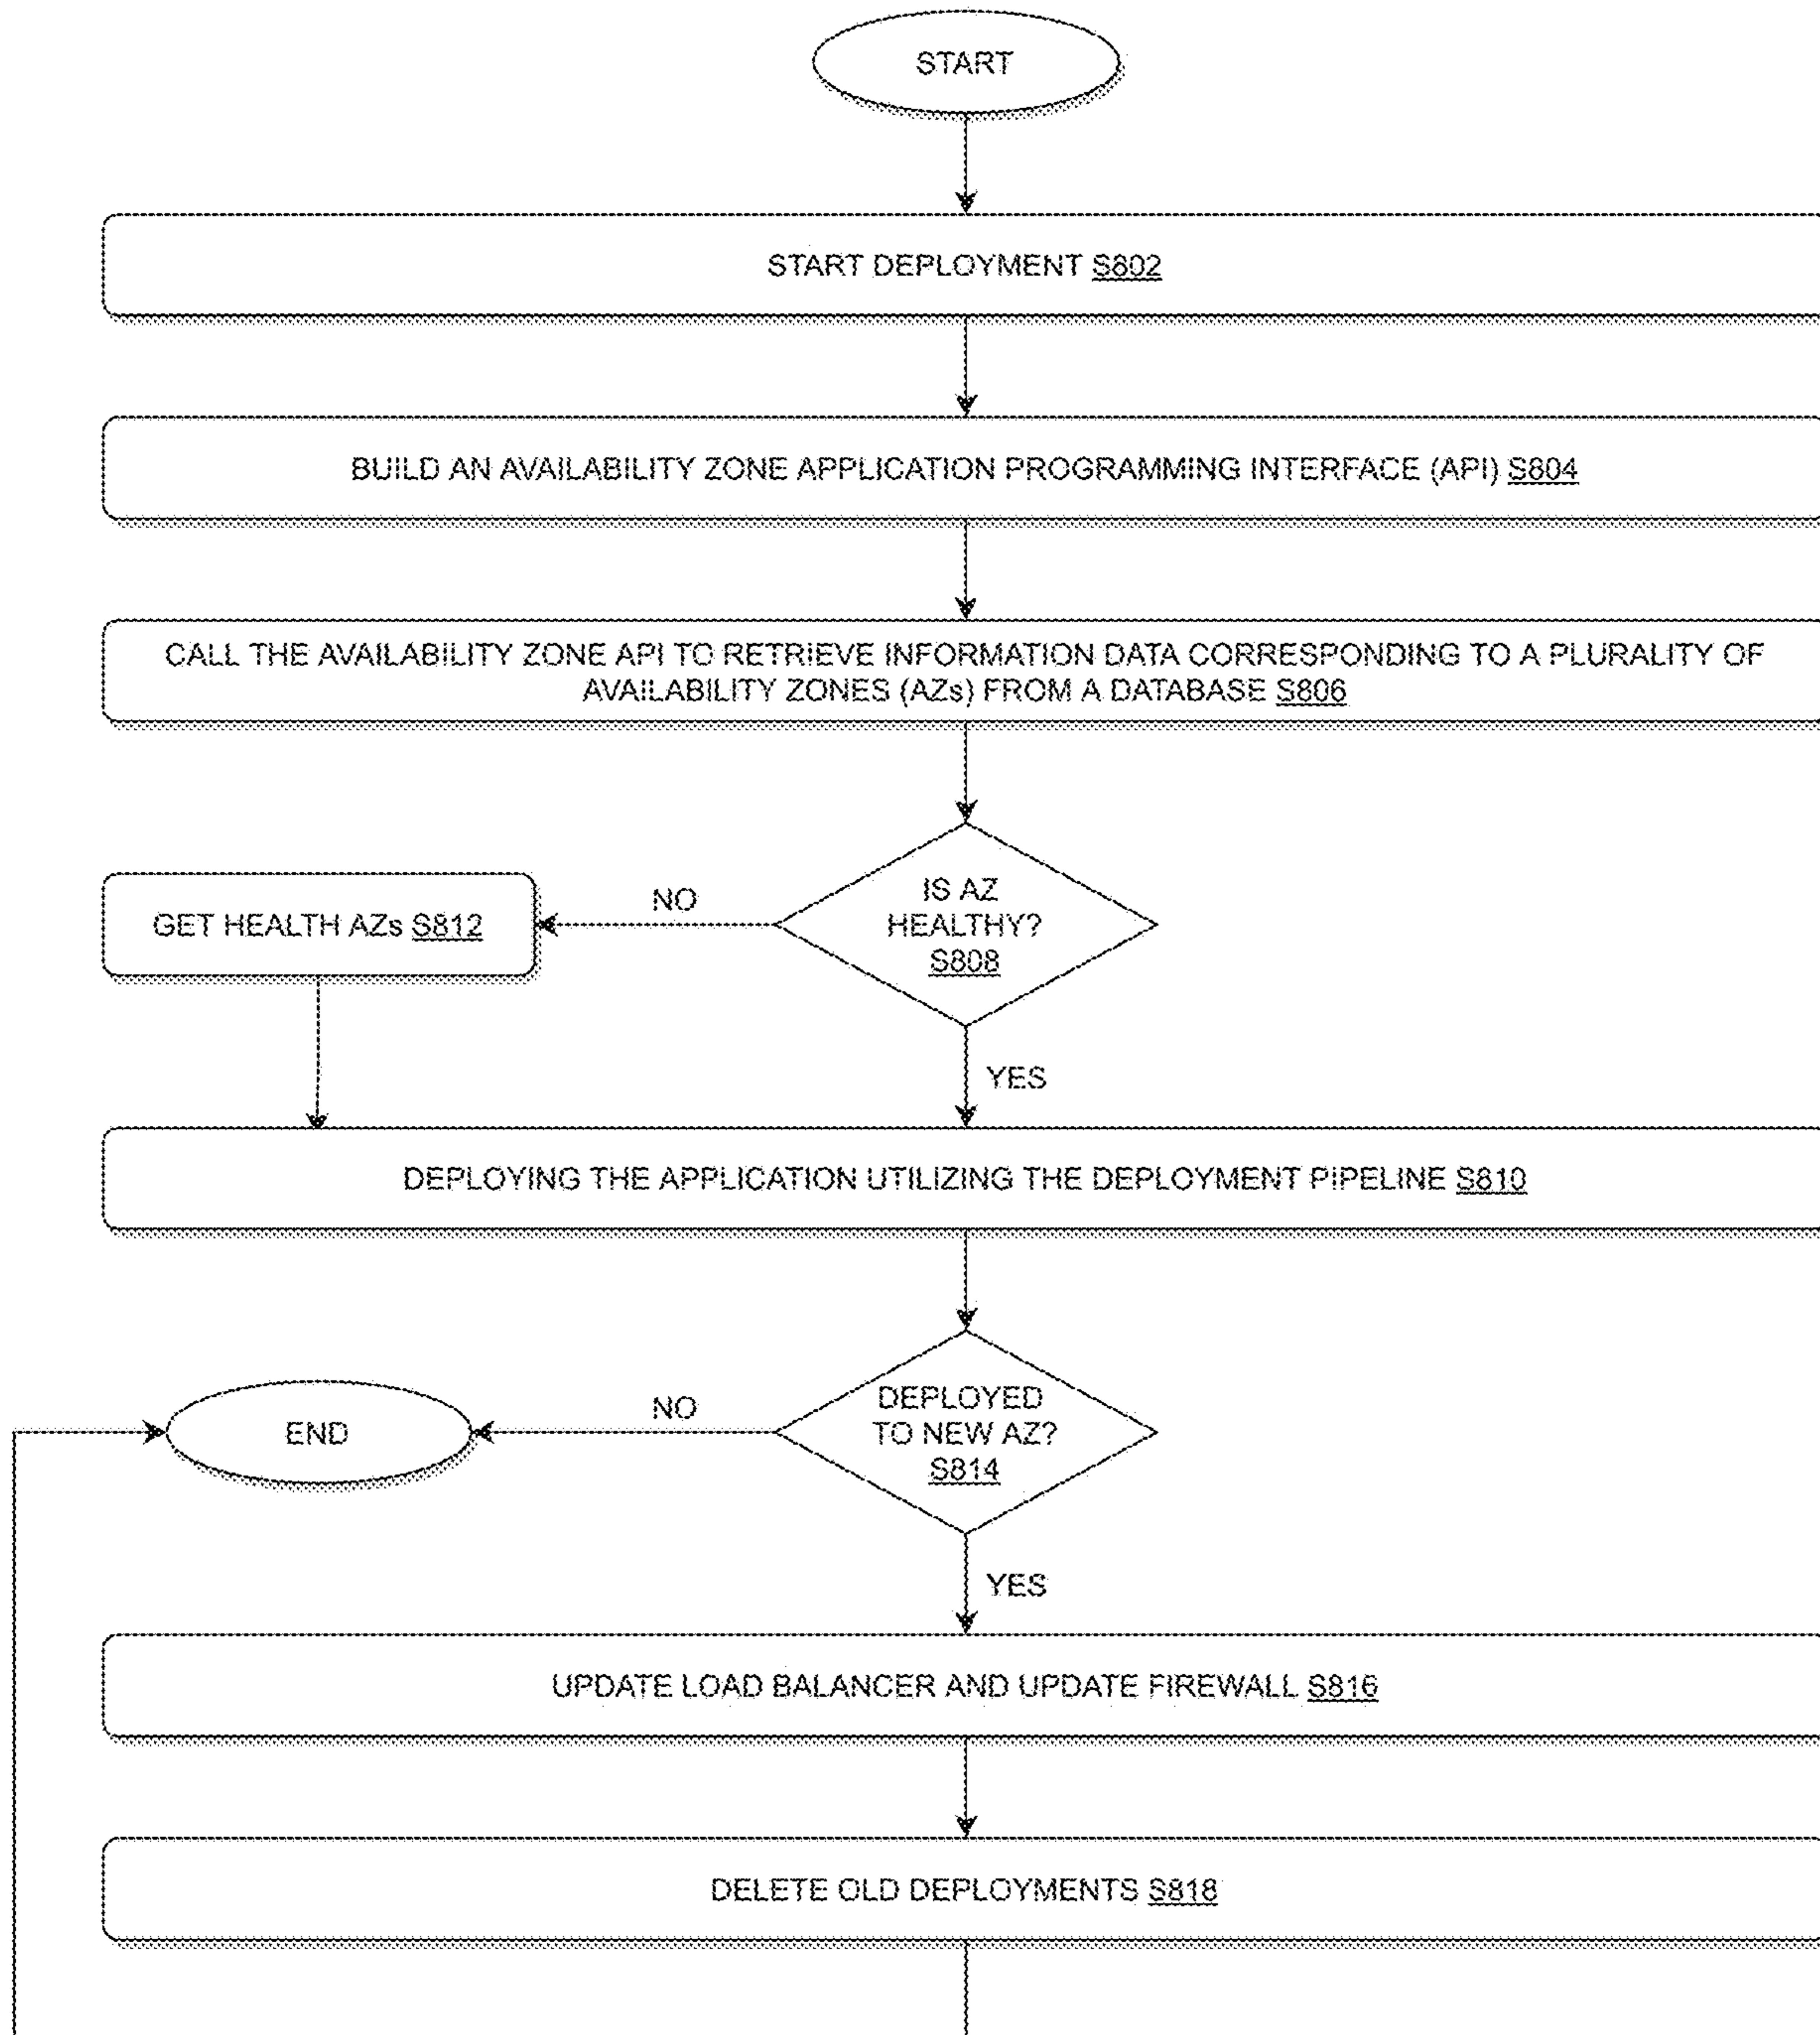 START
START DEPLOYMENT S802
BUILD AN AVAILABILITY ZONE APPLICATION PROGRAMMING INTERFACE (API) S804
CALL THE AVAILABILITY ZONE API TO RETRIEVE INFORMATION DATA CORRESPONDING TO A PLURALITY OF
AVAILABILITY ZONES (AZs) FROM A DATABASE S806
IS AZ
HEALTHY?
S808
NO
GET HEALTH AZs S812
YES
DEPLOYING THE APPLICATION UTILIZING THE DEPLOYMENT PIPELINE S810
DEPLOYED
TO NEW AZ?
S814
NO
END
YES
UPDATE LOAD BALANCER AND UPDATE FIREWALL S816
DELETE OLD DEPLOYMENTS S818